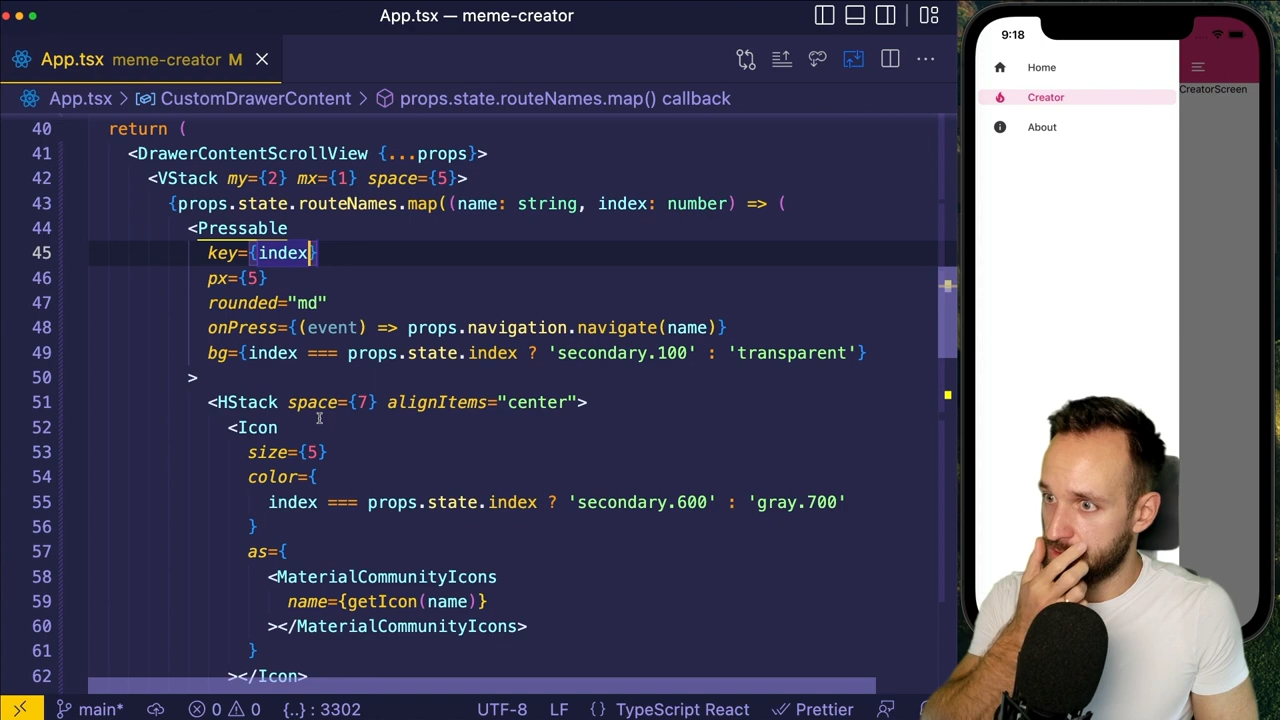 App.tsx — meme-creator
App.tsx meme-creator M
App.tsx > CustomDrawerContent > props.state.routeNames.map() callback
40 return (
41 <DrawerContentScrollView {...props}>
42 <VStack my={2} mx={1} space={5}>
43 {props.state.routeNames.map((name: string, index: number) => (
44 <Pressable
45 key={index}
46 px={5}
47 rounded="md"
48 onPress={(event) => props.navigation.navigate(name)}
49 bg={index === props.state.index ? 'secondary.100' : 'transparent'}
50 >
51 <HStack space={7} alignItems="center">
52 <Icon
53 size={5}
54 color={
55 index === props.state.index ? 'secondary.600' : 'gray.700'
56 }
57 as={
58 <MaterialCommunityIcons
59 name={getIcon(name)}
60 ></MaterialCommunityIcons>
61 }
62 ></Icon>
main* 0 0 {..} : 3302 UTF-8 LF {} TypeScript React Prettier
9:18
Home
Creator
About
CreatorScreen